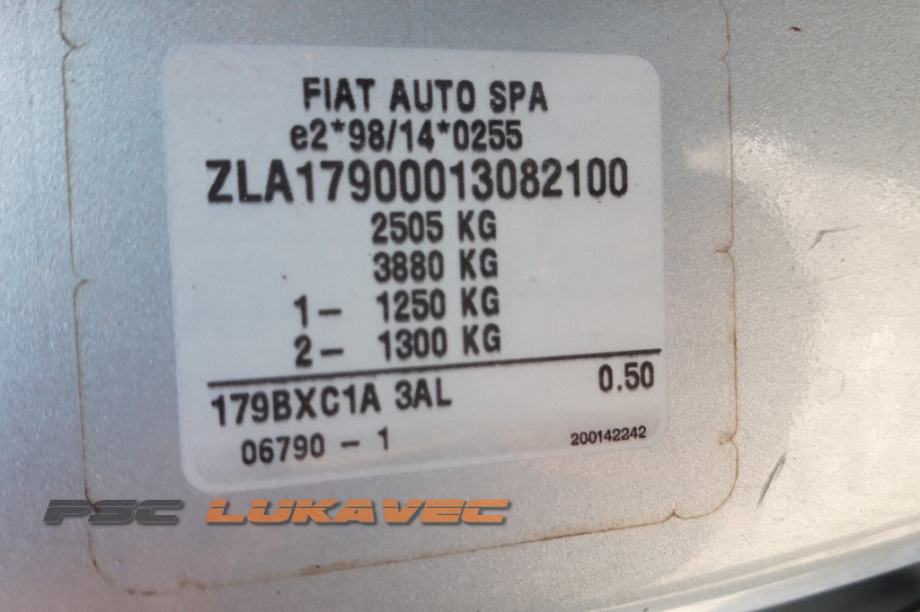 FIAT AUTO SPA
e2*98/14*0255
ZLA17900013082100
2505 KG
3880 KG
1- 1250 KG
2- 1300 KG
179BXC1A 3AL 0.50
06790 - 1 200142242
PSC LUKAVEC